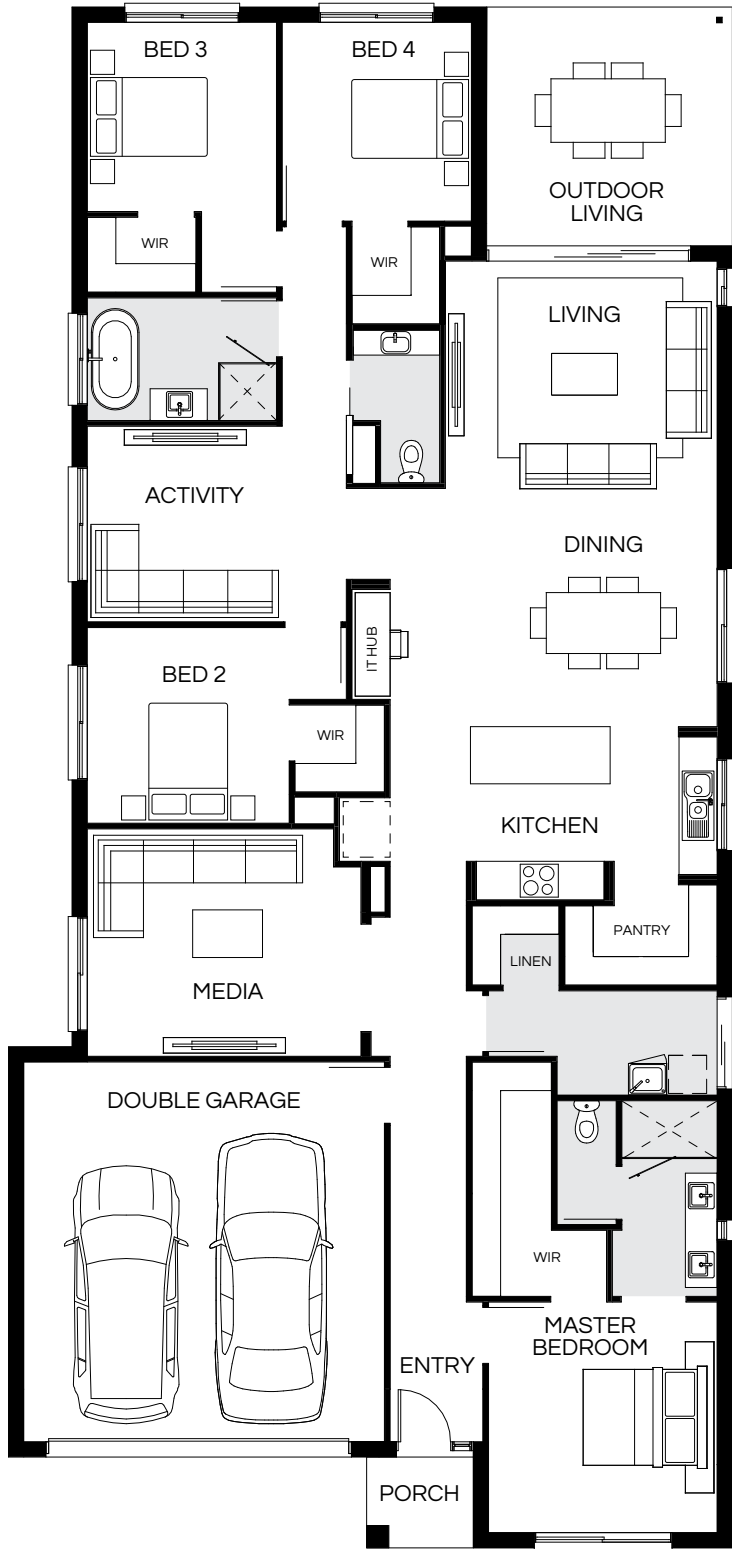 BED 3
BED 4
OUTDOOR
LIVING
WIR
WIR
LIVING
ACTIVITY
DINING
IT HUB
BED 2
WIR
KITCHEN
PANTRY
LINEN
MEDIA
DOUBLE GARAGE
WIR
MASTER
BEDROOM
ENTRY
PORCH